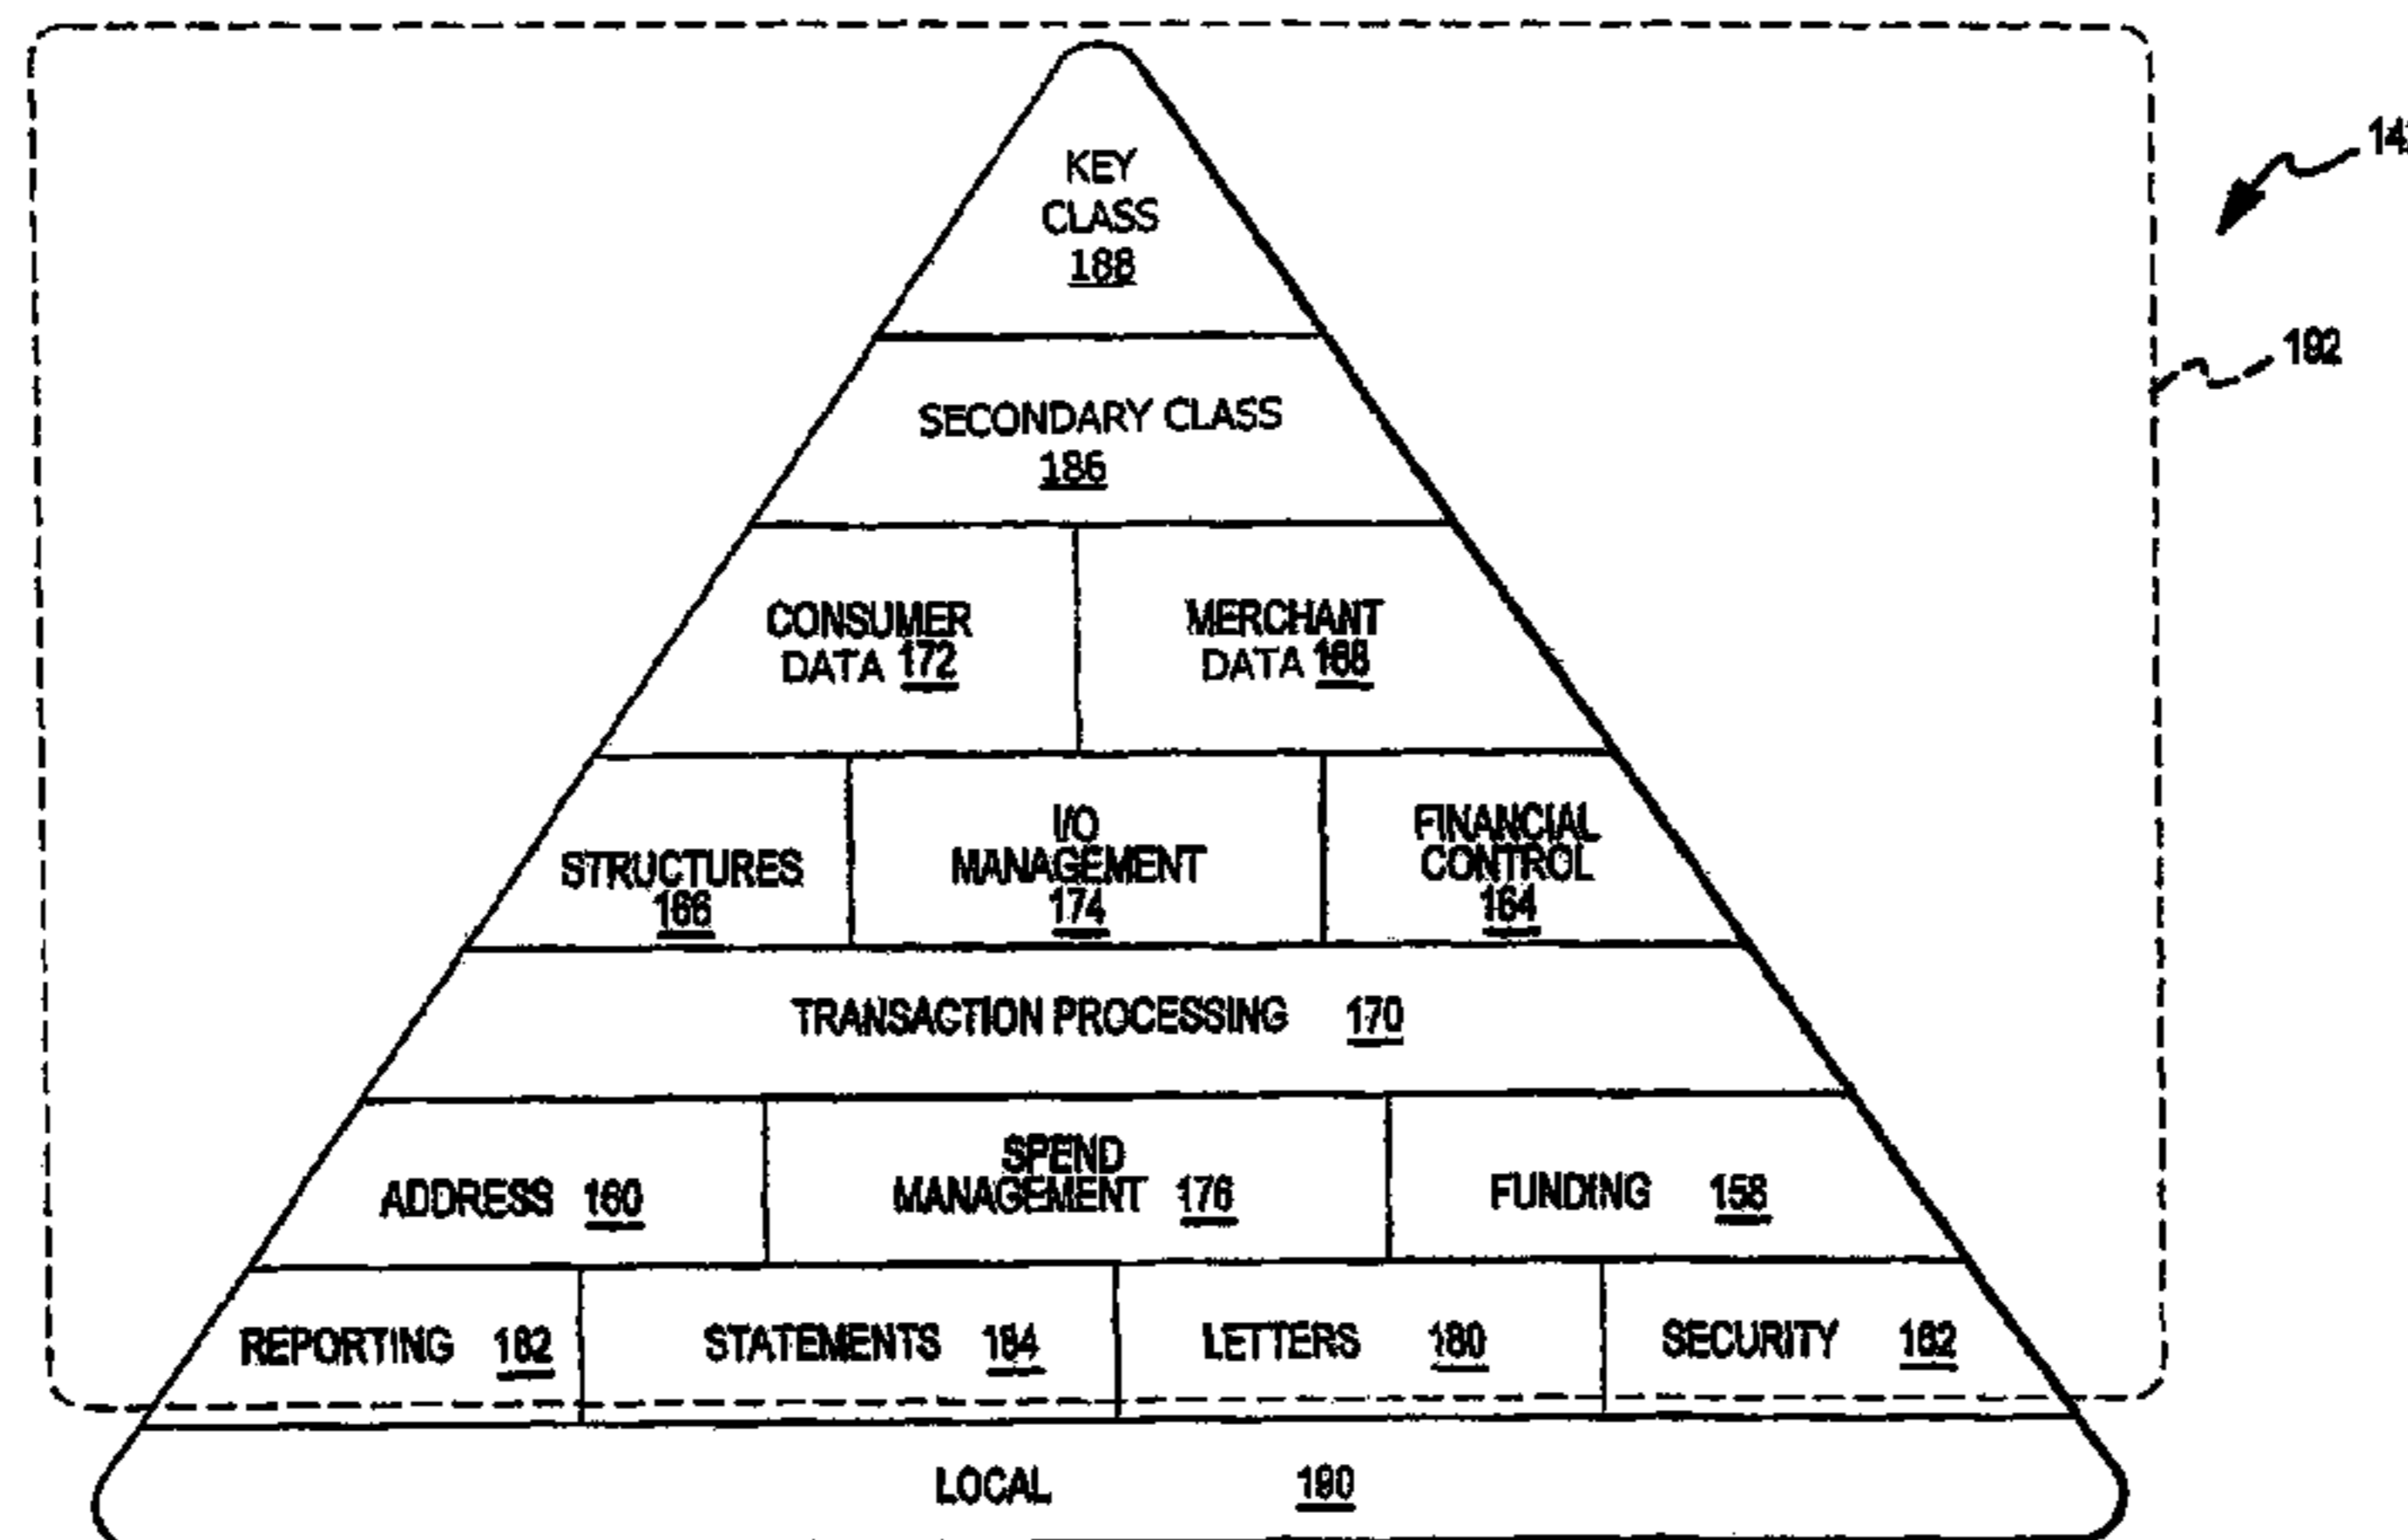 KEY
CLASS
188
14
192
SECONDARY CLASS
186
CONSUMER
DATA 172
MERCHANT
DATA 168
STRUCTURES
166
I/O
MANAGEMENT
174
FINANCIAL
CONTROL
164
TRANSACTION PROCESSING 170
ADDRESS 160
SPEND
MANAGEMENT 176
FUNDING 158
REPORTING 182
STATEMENTS 184
LETTERS 180
SECURITY 162
LOCAL 190